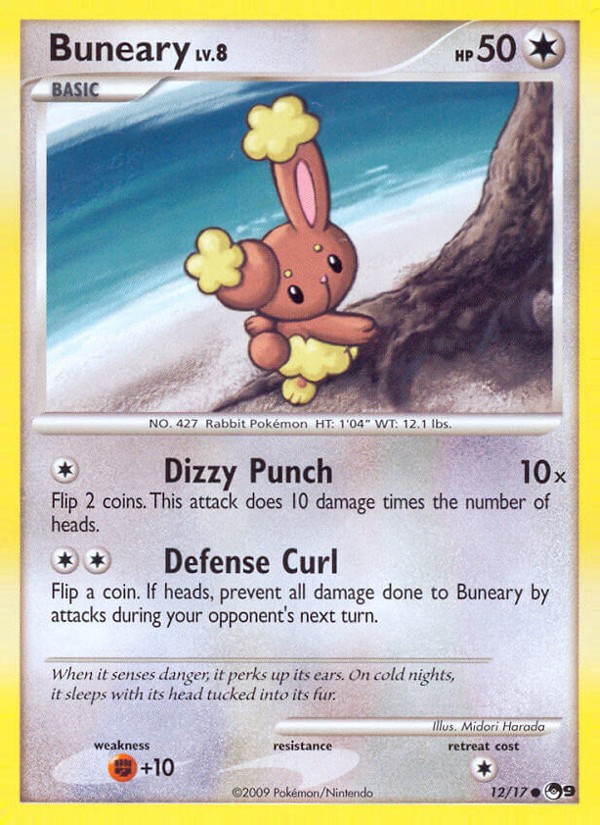 Buneary LV.8 HP 50
BASIC
NO. 427 Rabbit Pokémon HT: 1'04" WT: 12.1 lbs.
Dizzy Punch 10x
Flip 2 coins. This attack does 10 damage times the number of
heads.
Defense Curl
Flip a coin. If heads, prevent all damage done to Buneary by
attacks during your opponent's next turn.
When it senses danger, it perks up its ears. On cold nights,
it sleeps with its head tucked into its fur.
Illus. Midori Harada
weakness resistance retreat cost
+10
©2009 Pokémon/Nintendo 12/17 9